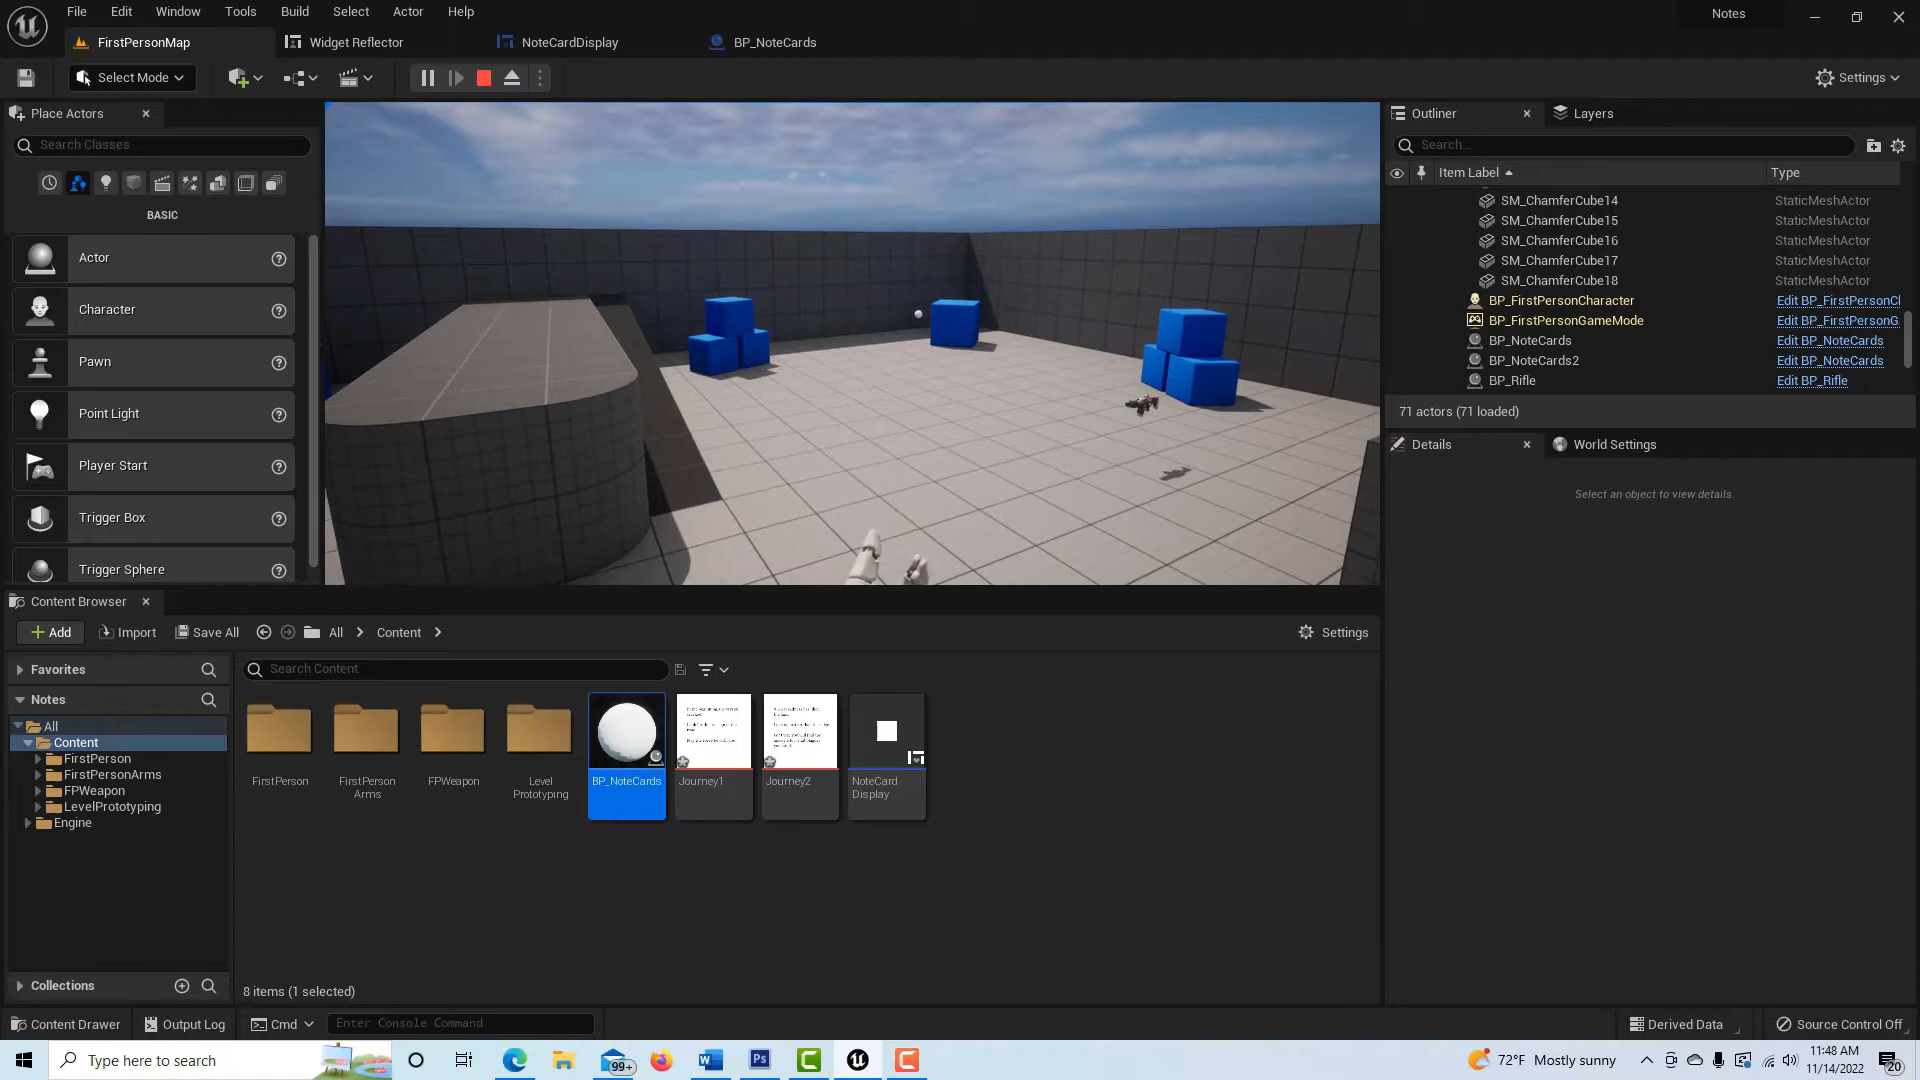 File Edit Window Tools Build Select Actor Help
Notes
FirstPersonMap
Widget Reflector
NoteCardDisplay
BP_NoteCards
Select Mode
Settings
Place Actors
Search Classes
BASIC
Actor
Character
Pawn
Point Light
Player Start
Trigger Box
Trigger Sphere
Outliner
Layers
Search...
Item Label
Type
SM_ChamferCube14 StaticMeshActor
SM_ChamferCube15 StaticMeshActor
SM_ChamferCube16 StaticMeshActor
SM_ChamferCube17 StaticMeshActor
SM_ChamferCube18 StaticMeshActor
BP_FirstPersonCharacter Edit BP_FirstPersonCl
BP_FirstPersonGameMode Edit BP_FirstPersonG
BP_NoteCards Edit BP_NoteCards
BP_NoteCards2 Edit BP_NoteCards
BP_Rifle Edit BP_Rifle
71 actors (71 loaded)
Details
World Settings
Select an object to view details.
Content Browser
Add
Import
Save All
All
Content
Settings
Favorites
Notes
All
Content
FirstPerson
FirstPersonArms
FPWeapon
LevelPrototyping
Engine
Collections
Search Content
FirstPerson
FirstPerson
Arms
FPWeapon
Level
Prototyping
BP_NoteCards
Journey1
Journey2
NoteCard
Display
8 items (1 selected)
Content Drawer
Output Log
Cmd
Enter Console Command
Derived Data
Source Control Off
Type here to search
99+
Ps
72°F Mostly sunny
11:48 AM
11/14/2022
20